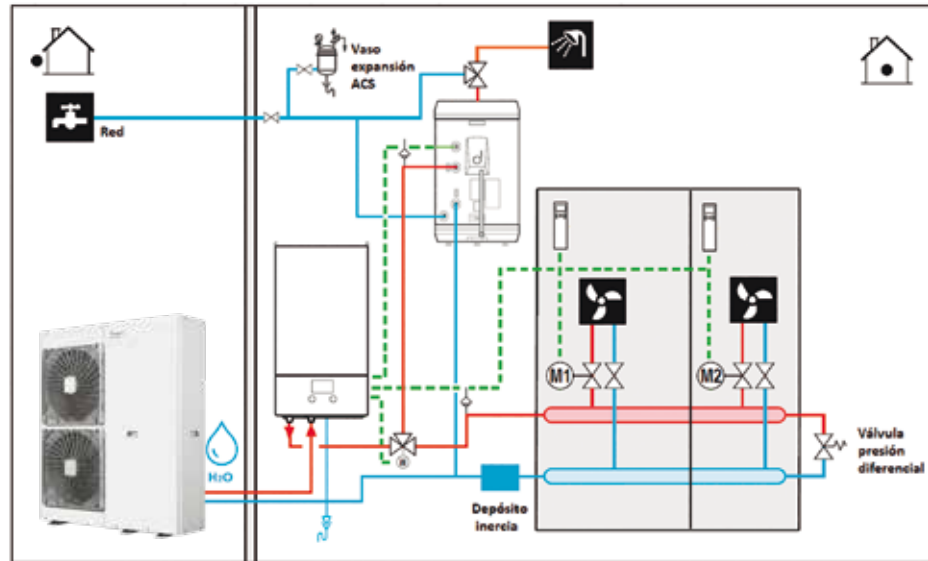 Vaso
expansión
ACS
Red
M1
M2
H₂O
Válvula
presión
diferencial
Depósito
inercia